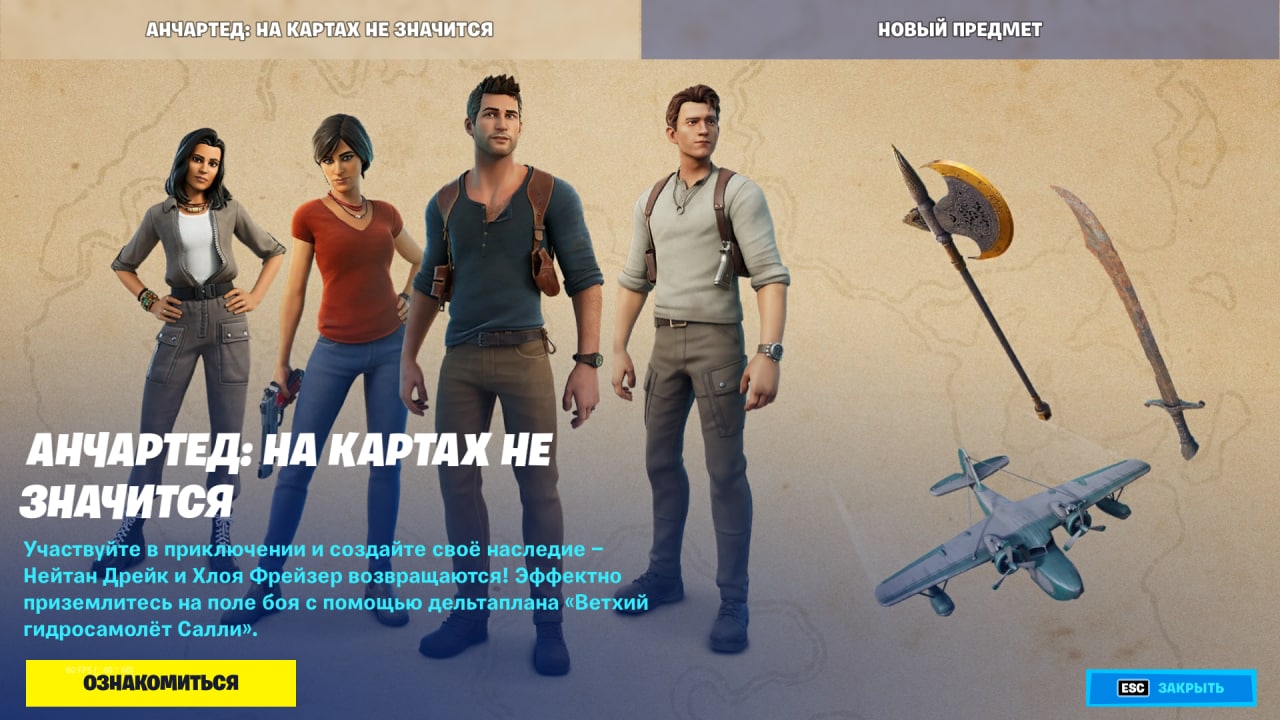 АНЧАРТЕД: НА КАРТАХ НЕ ЗНАЧИТСЯ
НОВЫЙ ПРЕДМЕТ
АНЧАРТЕД: НА КАРТАХ НЕ
ЗНАЧИТСЯ
Участвуйте в приключении и создайте своё наследие –
Нейтан Дрейк и Хлоя Фрейзер возвращаются! Эффектно
приземлитесь на поле боя с помощью дельтаплана «Ветхий
гидросамолёт Салли».
ОЗНАКОМИТЬСЯ
ESC ЗАКРЫТЬ